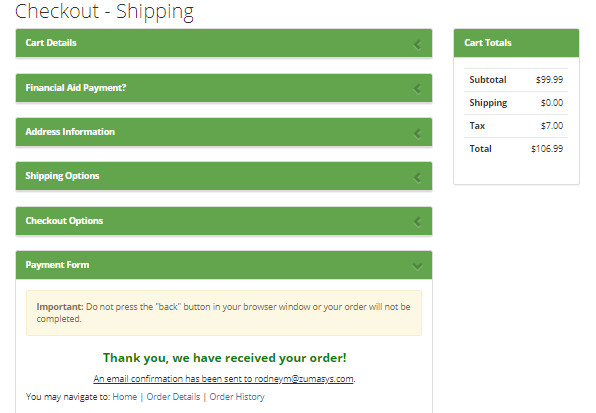 Checkout - Shipping
Cart Details
Financial Aid Payment?
Address Information
Shipping Options
Checkout Options
Payment Form
Important: Do not press the "back" button in your browser window or your order will not be
completed.
Thank you, we have received your order!
An email confirmation has been sent to rodneym@zumasys.com.
You may navigate to: Home | Order Details | Order History
Cart Totals
Subtotal $99.99
Shipping $0.00
Tax $7.00
Total $106.99